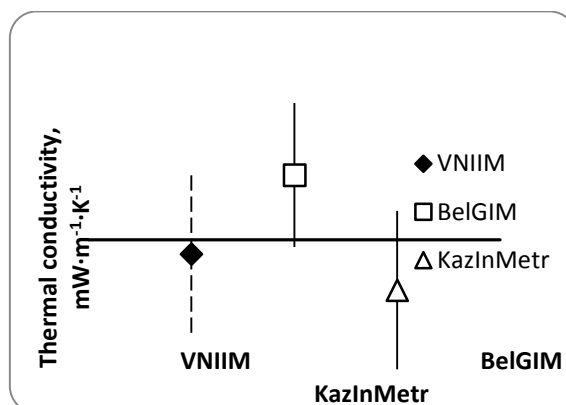 Thermal conductivity,
mW·m⁻¹·K⁻¹
VNIIM
BelGIM
KazInMetr
VNIIM
BelGIM
KazInMetr